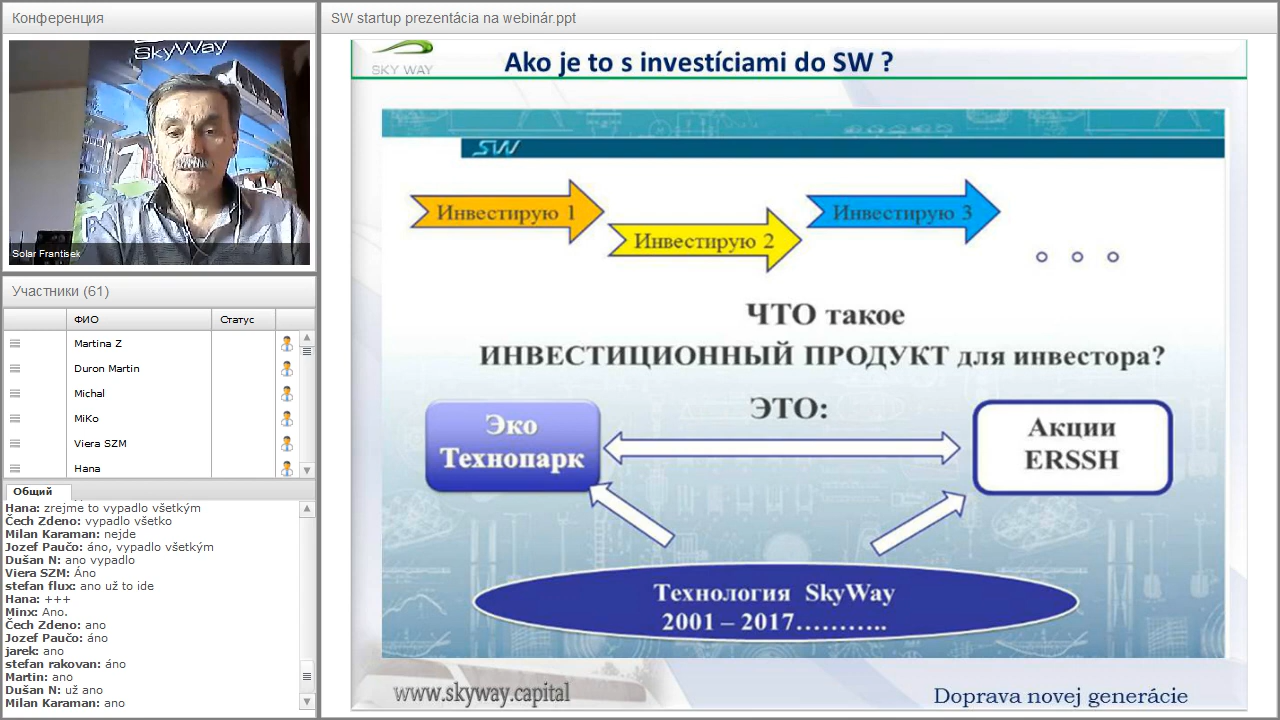 Конференция
SkyWay
Solar Frantisek
Участники (61)
ФИО
Статус
Martina Z
Duron Martin
Michal
MiKo
Viera SZM
Hana
Общий
Hana: zrejme to vypadlo všetkým
Čech Zdeno: vypadlo všetko
Milan Karaman: nejde
Jozef Paučo: áno, vypadlo všetkým
Dušan N: ano vypadlo
Viera SZM: Áno
stefan flux: ano už to ide
Hana: +++
Minx: Ano.
Čech Zdeno: ano
Jozef Paučo: áno
jarek: ano
stefan rakovan: áno
Martin: ano
Dušan N: už ano
Milan Karaman: ano
SW startup prezentácia na webinár.ppt
SKY WAY
Ako je to s investíciami do SW ?
SW
Инвестирую 1
Инвестирую 2
Инвестирую 3
ЧТО такое
ИНВЕСТИЦИОННЫЙ ПРОДУКТ для инвестора?
ЭТО:
Эко
Технопарк
Акции
ERSSH
Технология SkyWay
2001 – 2017………..
www.skyway.capital
Doprava novej generácie